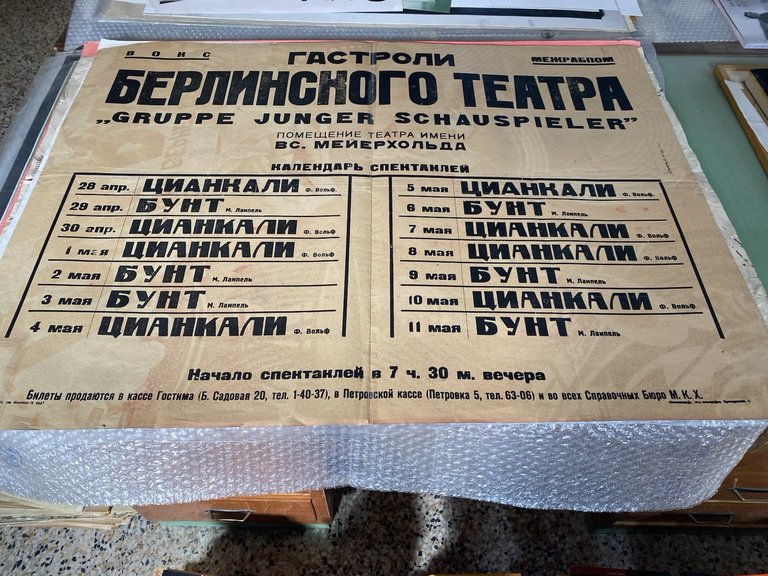 ВОКС
ГАСТРОЛИ
МЕЖРАБПОМ
БЕРЛИНСКОГО ТЕАТРА
„GRUPPE JUNGER SCHAUSPIELER”
ПОМЕЩЕНИЕ ТЕАТРА ИМЕНИ
ВС. МЕЙЕРХОЛЬДА
КАЛЕНДАРЬ СПЕКТАКЛЕЙ
28 апр. ЦИАНКАЛИ Ф. Вольф.
29 апр. БУНТ М. Лампель
30 апр. ЦИАНКАЛИ Ф. Вольф
1 мая ЦИАНКАЛИ Ф. Вольф
2 мая БУНТ М. Лампель
3 мая БУНТ М. Лампель
4 мая ЦИАНКАЛИ Ф. Вольф
5 мая ЦИАНКАЛИ Ф. Вольф.
6 мая БУНТ М. Лампель
7 мая ЦИАНКАЛИ Ф. Вольф
8 мая ЦИАНКАЛИ Ф. Вольф
9 мая БУНТ М. Лампель
10 мая ЦИАНКАЛИ Ф. Вольф
11 мая БУНТ М. Лампель
Начало спектаклей в 7 ч. 30 м. вечера
Билеты продаются в кассе Гостима (Б. Садовая 20, тел. 1-40-37), в Петровской кассе (Петровка 5, тел. 63-06) и во всех Справочных Бюро М.К.Х.